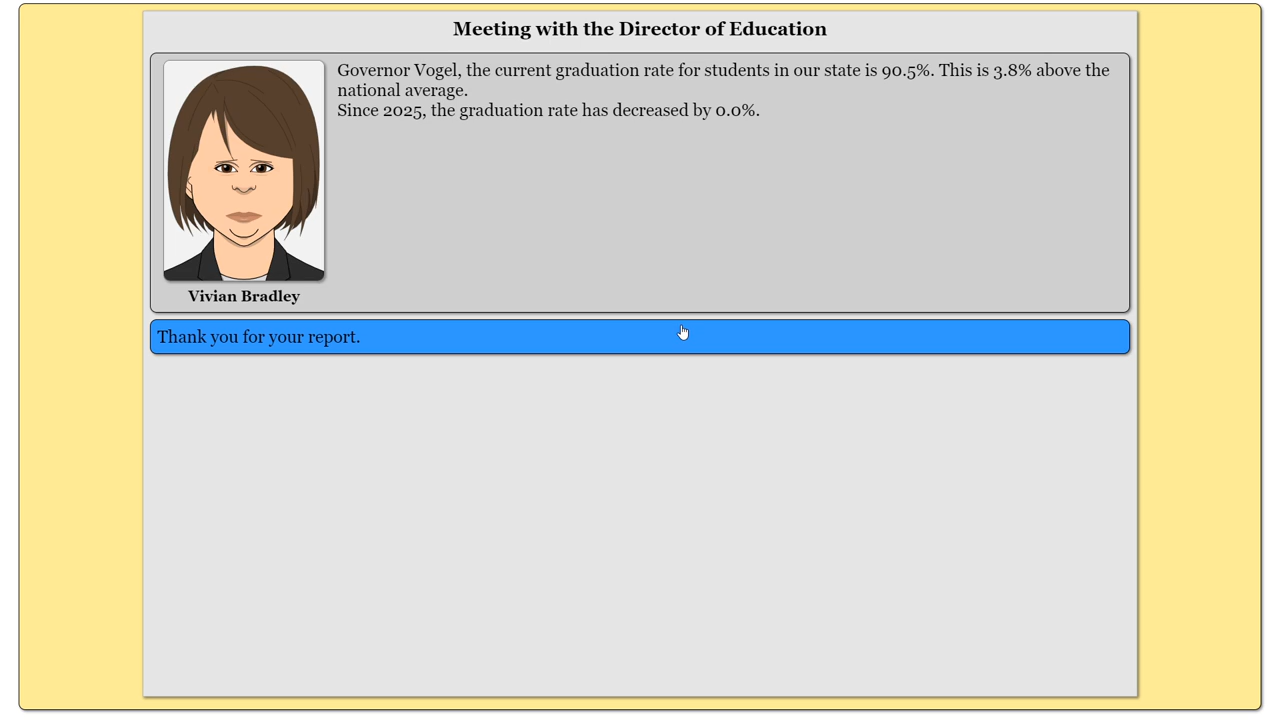 Meeting with the Director of Education
Governor Vogel, the current graduation rate for students in our state is 90.5%. This is 3.8% above the
national average.
Since 2025, the graduation rate has decreased by 0.0%.
Vivian Bradley
Thank you for your report.